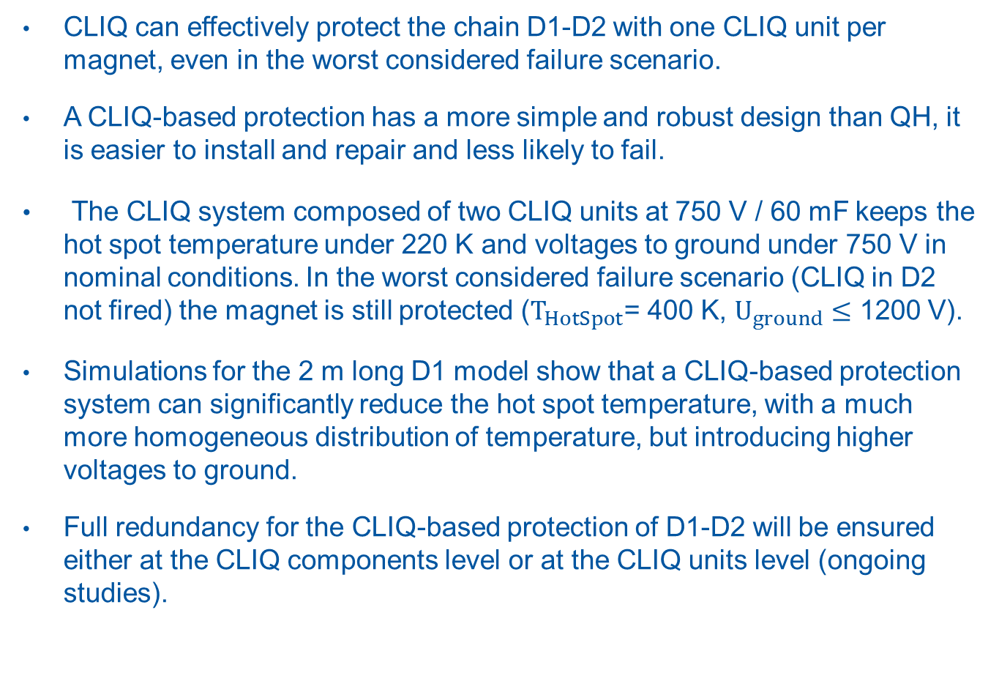 • CLIQ can effectively protect the chain D1-D2 with one CLIQ unit per
magnet, even in the worst considered failure scenario.
• A CLIQ-based protection has a more simple and robust design than QH, it
is easier to install and repair and less likely to fail.
• The CLIQ system composed of two CLIQ units at 750 V / 60 mF keeps the
hot spot temperature under 220 K and voltages to ground under 750 V in
nominal conditions. In the worst considered failure scenario (CLIQ in D2
not fired) the magnet is still protected (T_HotSpot= 400 K, U_ground ≤ 1200 V).
• Simulations for the 2 m long D1 model show that a CLIQ-based protection
system can significantly reduce the hot spot temperature, with a much
more homogeneous distribution of temperature, but introducing higher
voltages to ground.
• Full redundancy for the CLIQ-based protection of D1-D2 will be ensured
either at the CLIQ components level or at the CLIQ units level (ongoing
studies).